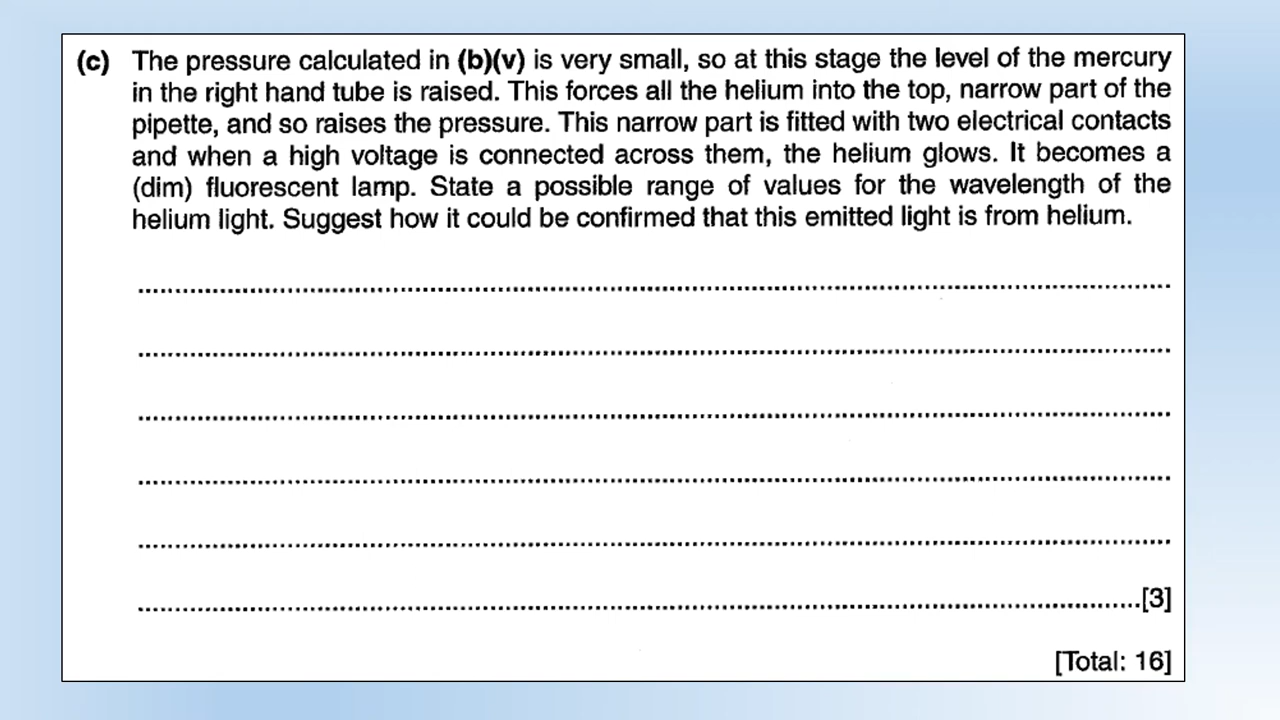 (c) The pressure calculated in (b)(v) is very small, so at this stage the level of the mercury
in the right hand tube is raised. This forces all the helium into the top, narrow part of the
pipette, and so raises the pressure. This narrow part is fitted with two electrical contacts
and when a high voltage is connected across them, the helium glows. It becomes a
(dim) fluorescent lamp. State a possible range of values for the wavelength of the
helium light. Suggest how it could be confirmed that this emitted light is from helium.
[3]
[Total: 16]